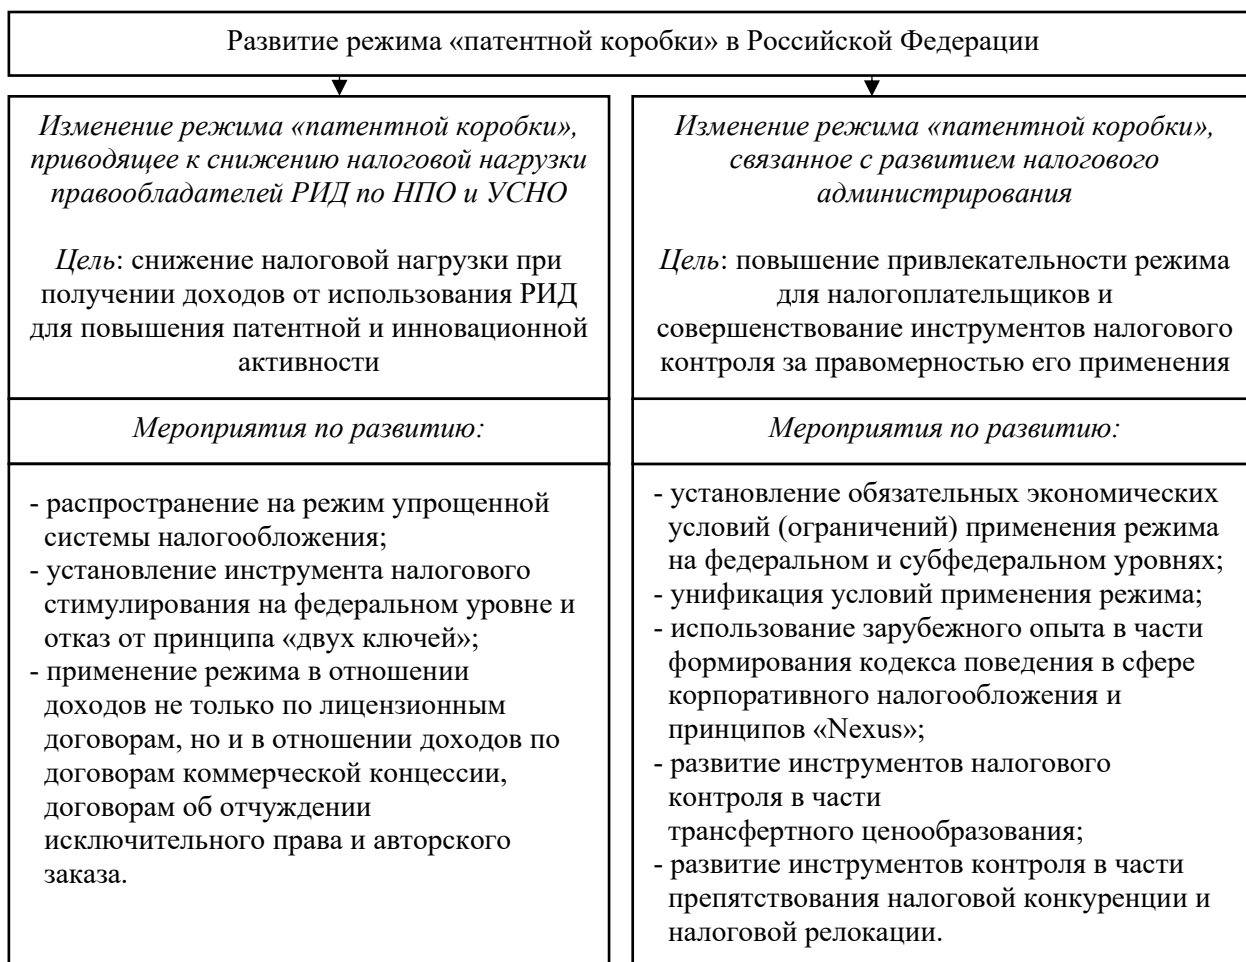 Развитие режима «патентной коробки» в Российской Федерации
Изменение режима «патентной коробки»,
приводящее к снижению налоговой нагрузки
правообладателей РИД по НПО и УСНО
Цель: снижение налоговой нагрузки при
получении доходов от использования РИД
для повышения патентной и инновационной
активности
Мероприятия по развитию:
- распространение на режим упрощенной
системы налогообложения;
- установление инструмента налогового
стимулирования на федеральном уровне и
отказ от принципа «двух ключей»;
- применение режима в отношении
доходов не только по лицензионным
договорам, но и в отношении доходов по
договорам коммерческой концессии,
договорам об отчуждении
исключительного права и авторского
заказа.
Изменение режима «патентной коробки»,
связанное с развитием налогового
администрирования
Цель: повышение привлекательности режима
для налогоплательщиков и
совершенствование инструментов налогового
контроля за правомерностью его применения
Мероприятия по развитию:
- установление обязательных экономических
условий (ограничений) применения режима
на федеральном и субфедеральном уровнях;
- унификация условий применения режима;
- использование зарубежного опыта в части
формирования кодекса поведения в сфере
корпоративного налогообложения и
принципов «Nexus»;
- развитие инструментов налогового
контроля в части
трансфертного ценообразования;
- развитие инструментов контроля в части
препятствования налоговой конкуренции и
налоговой релокации.